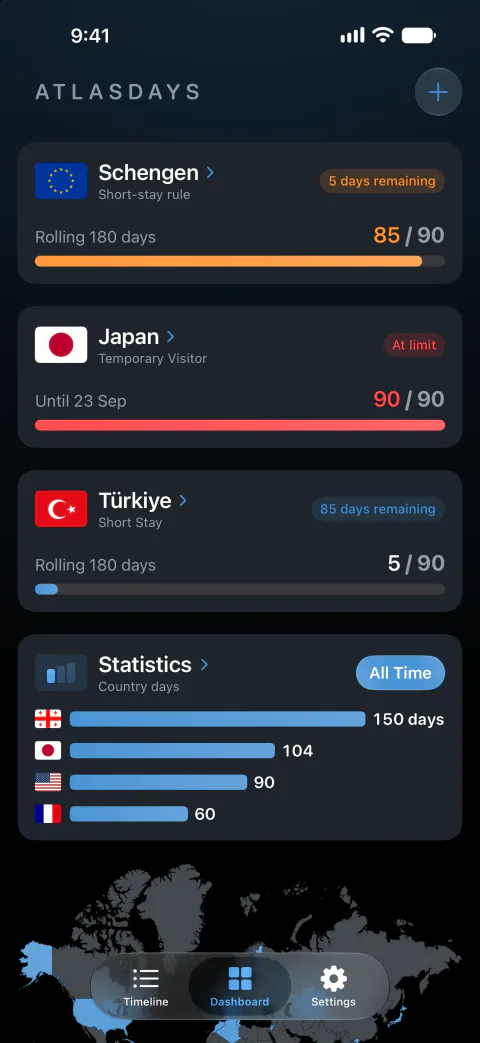 9:41
ATLASDAYS
Schengen
Short-stay rule
5 days remaining
Rolling 180 days
85 / 90
Japan
Temporary Visitor
At limit
Until 23 Sep
90 / 90
Türkiye
Short Stay
85 days remaining
Rolling 180 days
5 / 90
Statistics
Country days
All Time
150 days
104
90
60
Timeline
Dashboard
Settings